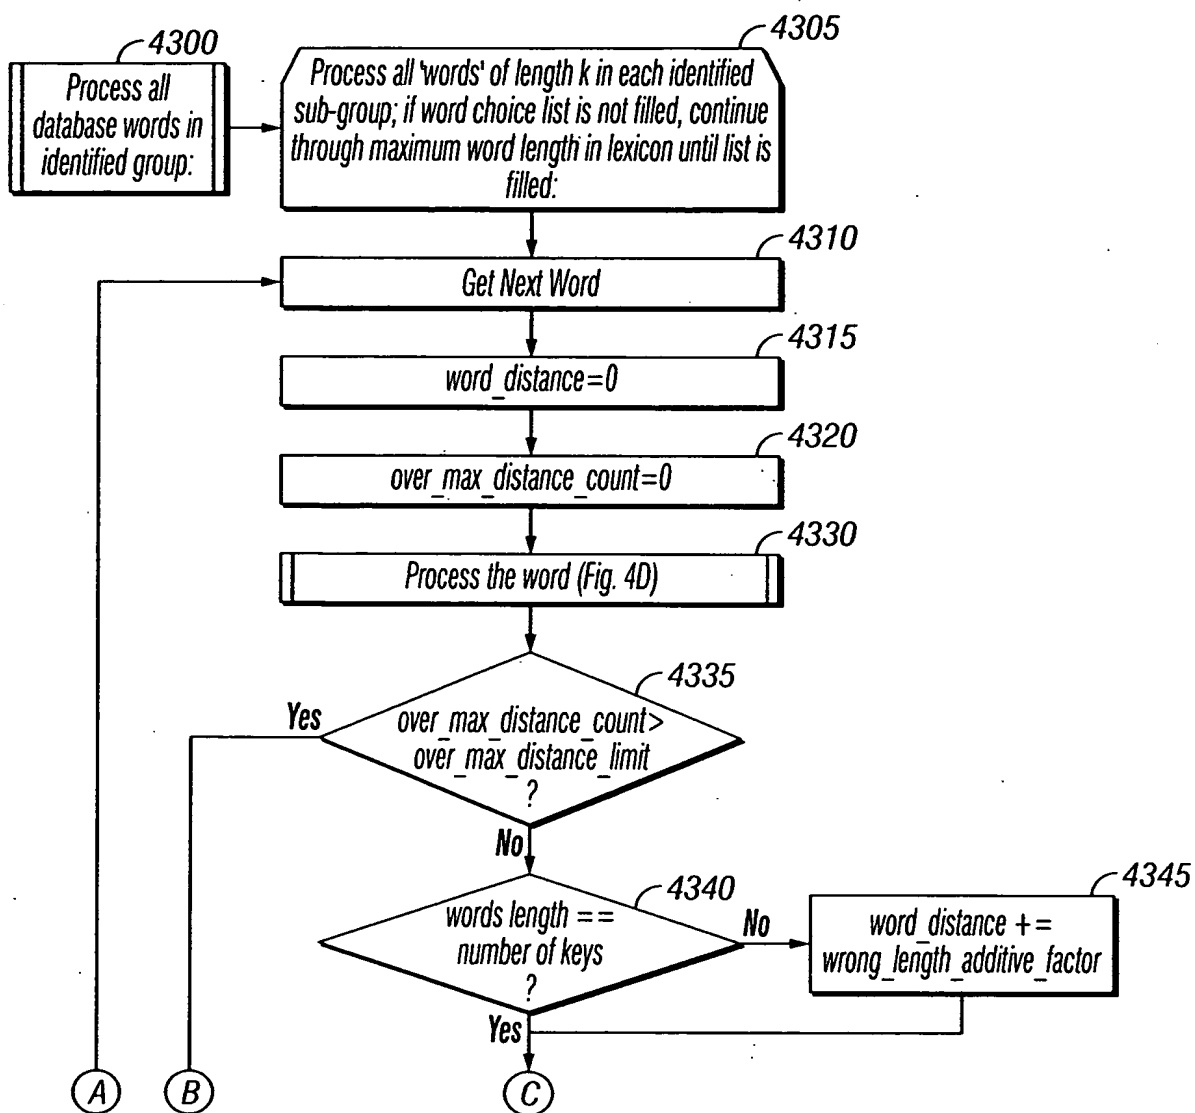 4300
Process all
database words in
identified group:
4305
Process all 'words' of length k in each identified
sub-group; if word choice list is not filled, continue
through maximum word length in lexicon until list is
filled:
4310
Get Next Word
4315
word_distance=0
4320
over_max_distance_count=0
4330
Process the word (Fig. 4D)
4335
Yes
over_max_distance_count>
over_max_distance_limit
?
No
4340
words length ==
number of keys
?
No
4345
word_distance +=
wrong_length_additive_factor
Yes
A
B
C